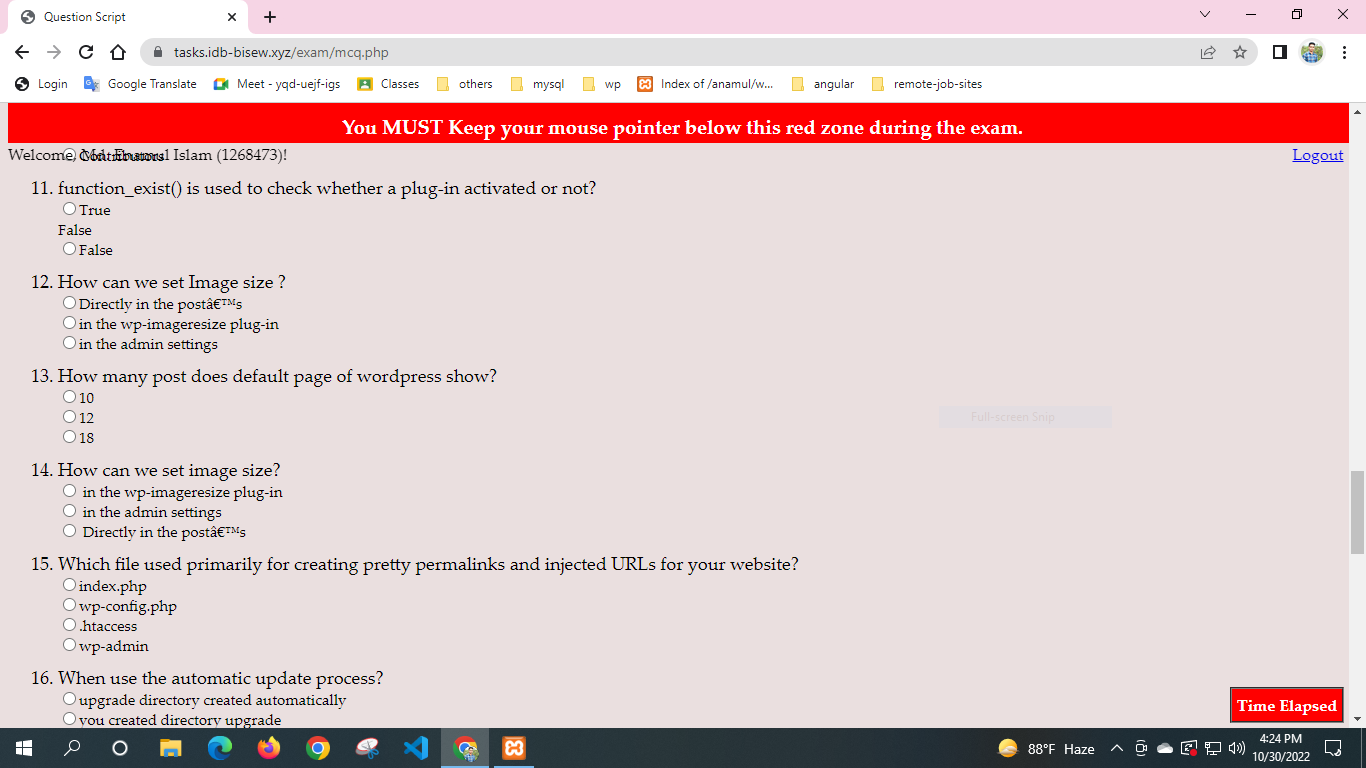 Question Script
tasks.idb-bisew.xyz/exam/mcq.php
Login Google Translate Meet - yqd-uejf-igs Classes others mysql wp Index of /anamul/w... angular remote-job-sites
You MUST Keep your mouse pointer below this red zone during the exam.
Welcome, Md. Enamul Islam (1268473)! Logout
Contributors
11. function_exist() is used to check whether a plug-in activated or not?
True
False
False
12. How can we set Image size ?
Directly in the postâ€™s
in the wp-imageresize plug-in
in the admin settings
13. How many post does default page of wordpress show?
10
12
18
Full-screen Snip
14. How can we set image size?
in the wp-imageresize plug-in
in the admin settings
Directly in the postâ€™s
15. Which file used primarily for creating pretty permalinks and injected URLs for your website?
index.php
wp-config.php
.htaccess
wp-admin
16. When use the automatic update process?
upgrade directory created automatically
you created directory upgrade
Time Elapsed
88°F Haze
4:24 PM
10/30/2022